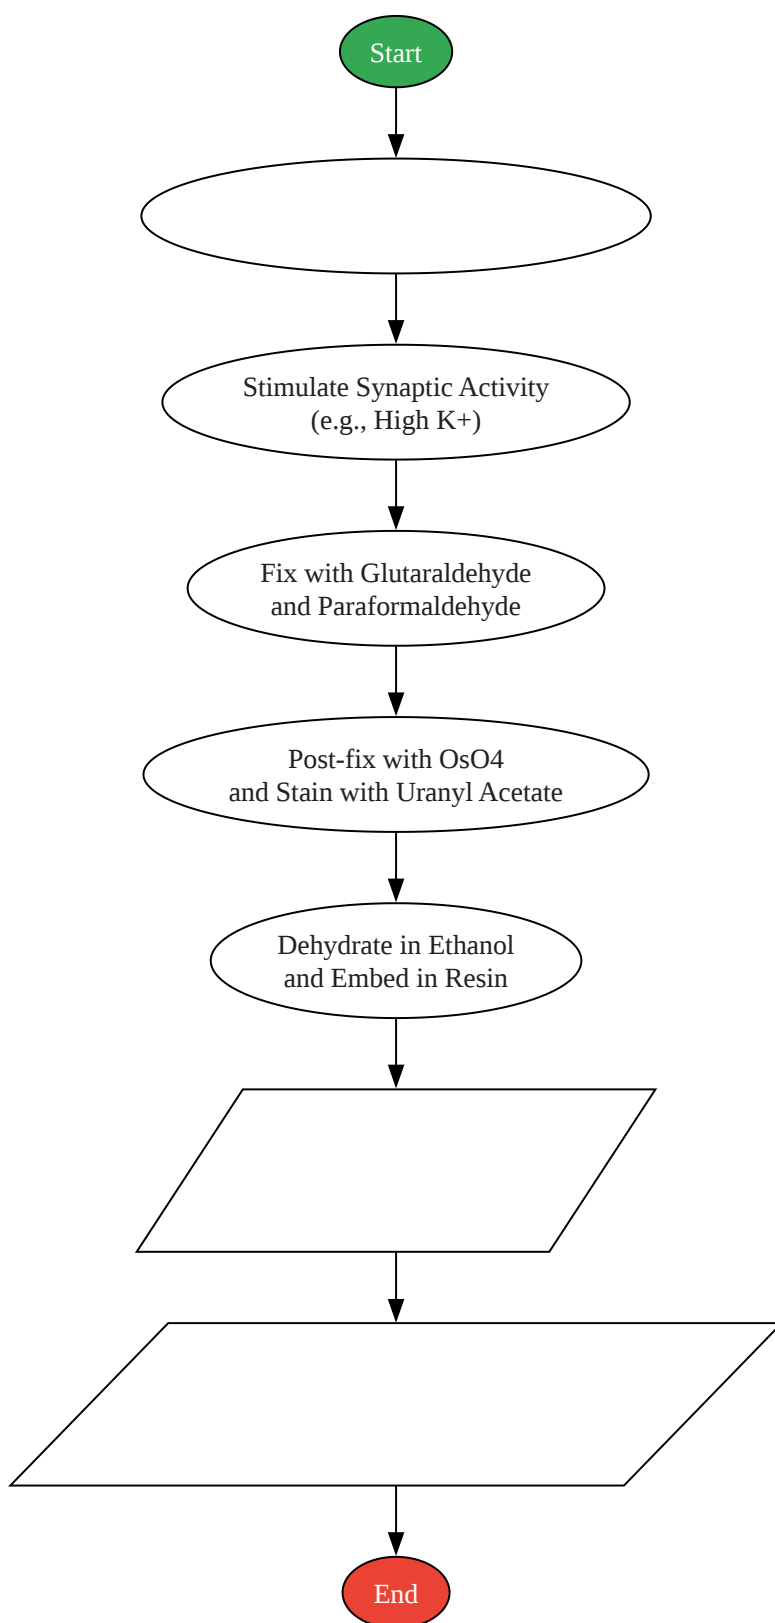 Start
Stimulate Synaptic Activity
(e.g., High K+)
Fix with Glutaraldehyde
and Paraformaldehyde
Post-fix with OsO4
and Stain with Uranyl Acetate
Dehydrate in Ethanol
and Embed in Resin
End